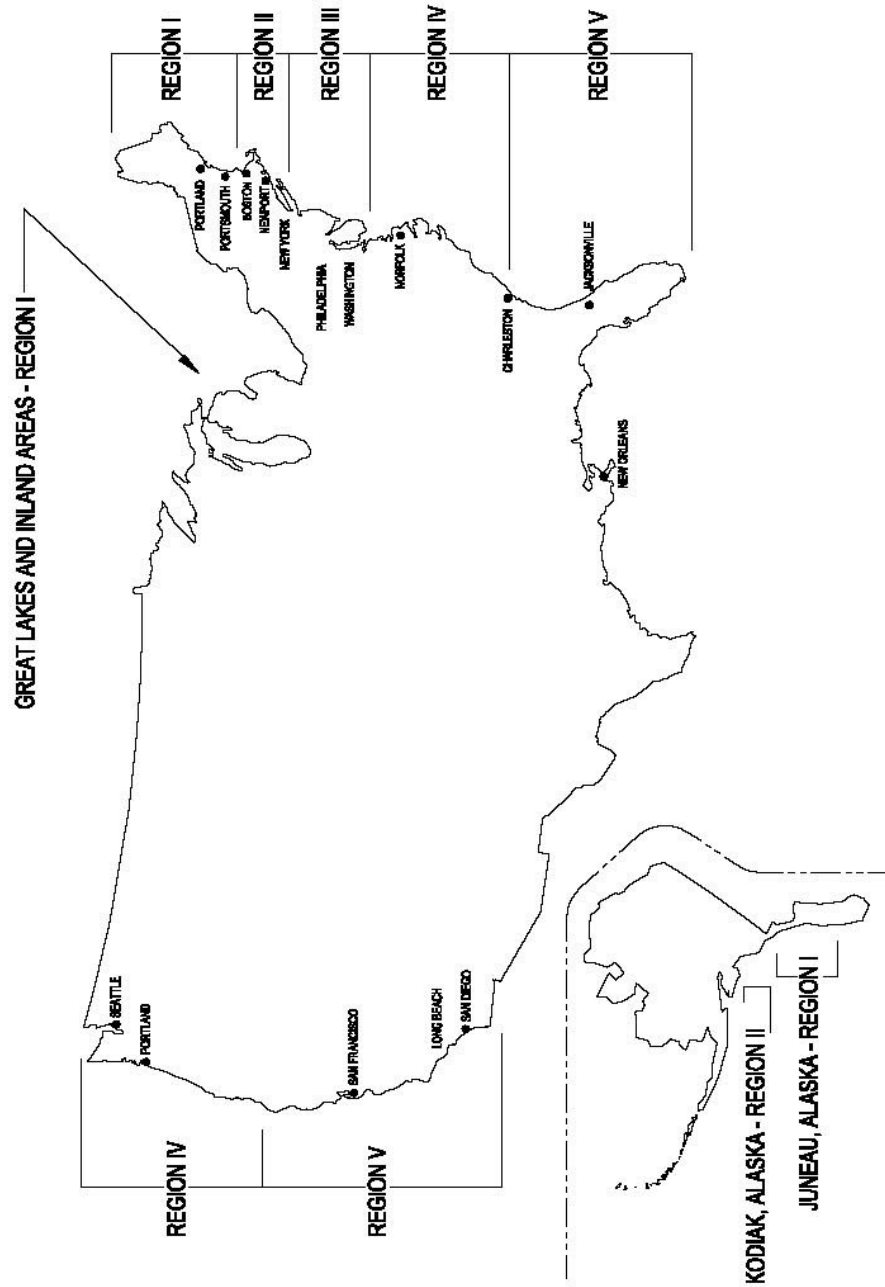 GREAT LAKES AND INLAND AREAS - REGION I
REGION I
REGION II
REGION III
REGION IV
REGION V
PORTLAND
PORTSMOUTH
BOSTON
NEWPORT
NEW YORK
PHILADELPHIA
WASHINGTON
NORFOLK
CHARLESTON
JACKSONVILLE
NEW ORLEANS
SEATTLE
PORTLAND
SAN FRANCISCO
LONG BEACH
SAN DIEGO
REGION IV
REGION V
KODIAK, ALASKA - REGION II
JUNEAU, ALASKA - REGION I